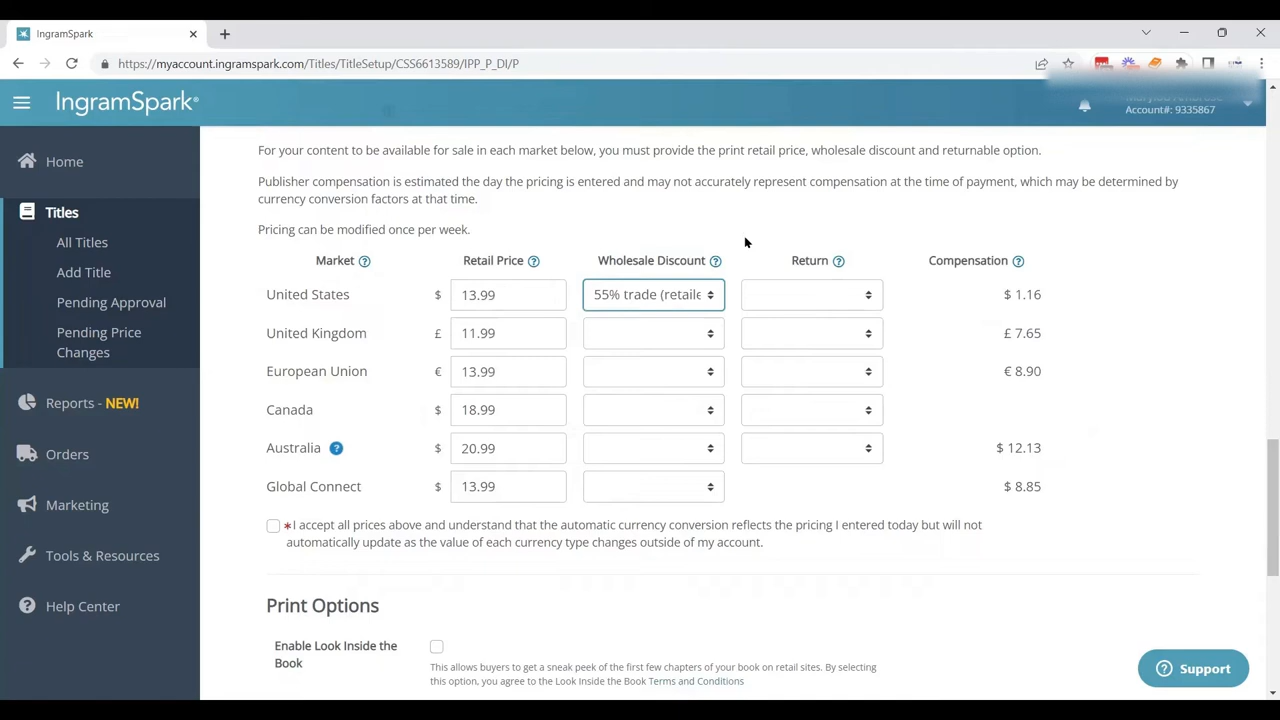 IngramSpark
https://myaccount.ingramspark.com/Titles/TitleSetup/CSS6613589/IPP_P_DI/P
IngramSpark®
Account#: 9335867
Home
Titles
All Titles
Add Title
Pending Approval
Pending Price
Changes
Reports - NEW!
Orders
Marketing
Tools & Resources
Help Center
For your content to be available for sale in each market below, you must provide the print retail price, wholesale discount and returnable option.
Publisher compensation is estimated the day the pricing is entered and may not accurately represent compensation at the time of payment, which may be determined by
currency conversion factors at that time.
Pricing can be modified once per week.
Market ? Retail Price ? Wholesale Discount ? Return ? Compensation ?
United States $ 13.99 55% trade (retaile $ 1.16
United Kingdom £ 11.99 £ 7.65
European Union € 13.99 € 8.90
Canada $ 18.99
Australia ? $ 20.99 $ 12.13
Global Connect $ 13.99 $ 8.85
*I accept all prices above and understand that the automatic currency conversion reflects the pricing I entered today but will not
automatically update as the value of each currency type changes outside of my account.
Print Options
Enable Look Inside the
Book
This allows buyers to get a sneak peek of the first few chapters of your book on retail sites. By selecting
this option, you agree to the Look Inside the Book Terms and Conditions
? Support